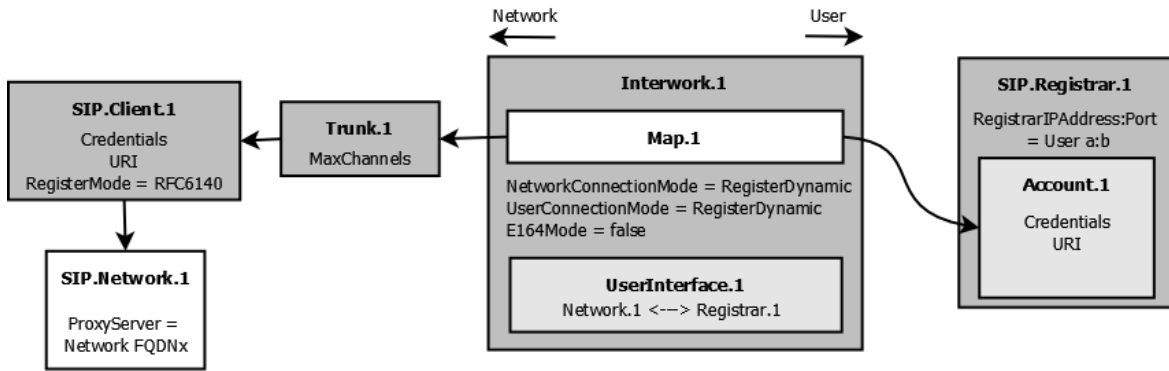 Network
User
SIP.Client.1
Credentials
URI
RegisterMode = RFC6140
Trunk.1
MaxChannels
Interwork.1
Map.1
NetworkConnectionMode = RegisterDynamic
UserConnectionMode = RegisterDynamic
E164Mode = false
UserInterface.1
Network.1 <---> Registrar.1
SIP.Registrar.1
RegistrarIPAddress:Port
= User a:b
Account.1
Credentials
URI
SIP.Network.1
ProxyServer =
Network FQDNx